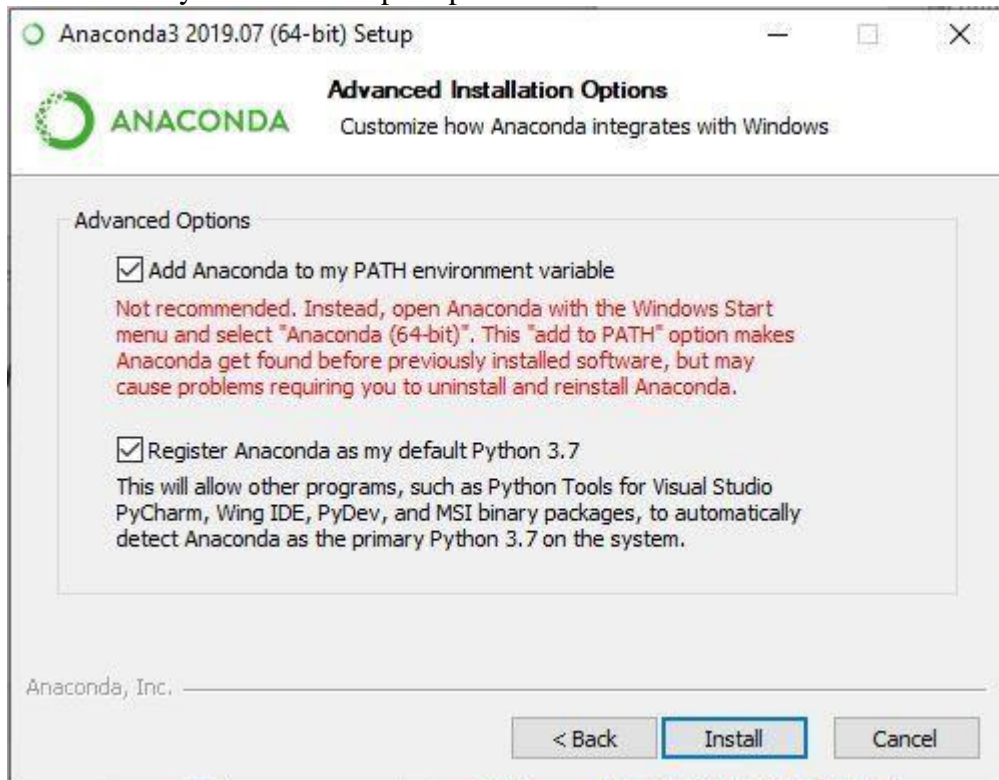 Anaconda3 2019.07 (64-bit) Setup
ANACONDA
Advanced Installation Options
Customize how Anaconda integrates with Windows
Advanced Options
Add Anaconda to my PATH environment variable
Not recommended. Instead, open Anaconda with the Windows Start
menu and select "Anaconda (64-bit)". This "add to PATH" option makes
Anaconda get found before previously installed software, but may
cause problems requiring you to uninstall and reinstall Anaconda.
Register Anaconda as my default Python 3.7
This will allow other programs, such as Python Tools for Visual Studio
PyCharm, Wing IDE, PyDev, and MSI binary packages, to automatically
detect Anaconda as the primary Python 3.7 on the system.
Anaconda, Inc.
< Back Install Cancel